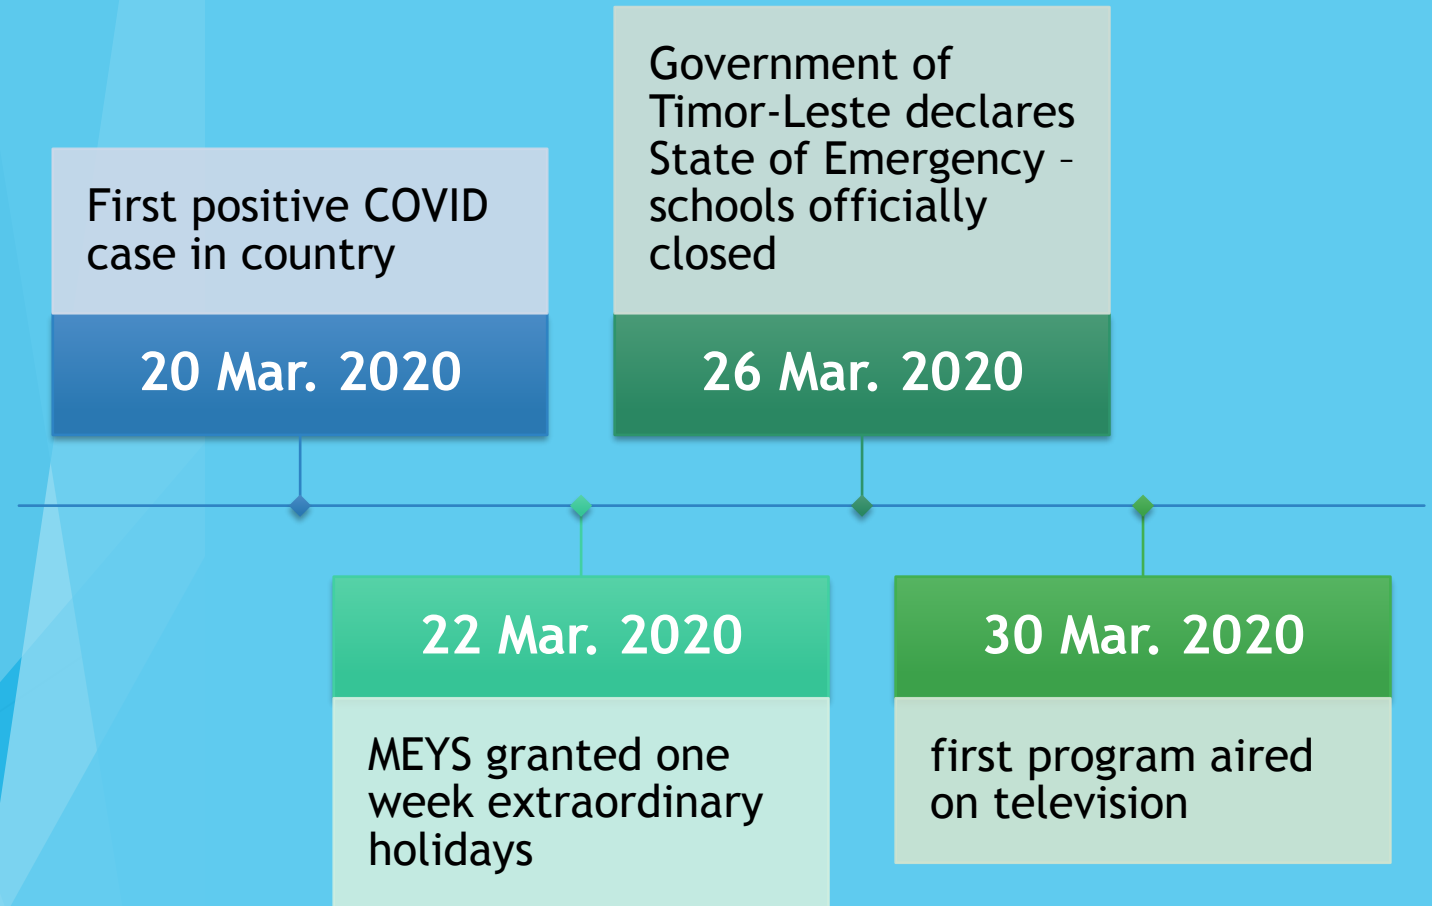 First positive COVID
case in country
20 Mar. 2020
22 Mar. 2020
MEYS granted one
week extraordinary
holidays
Government of
Timor-Leste declares
State of Emergency –
schools officially
closed
26 Mar. 2020
30 Mar. 2020
first program aired
on television